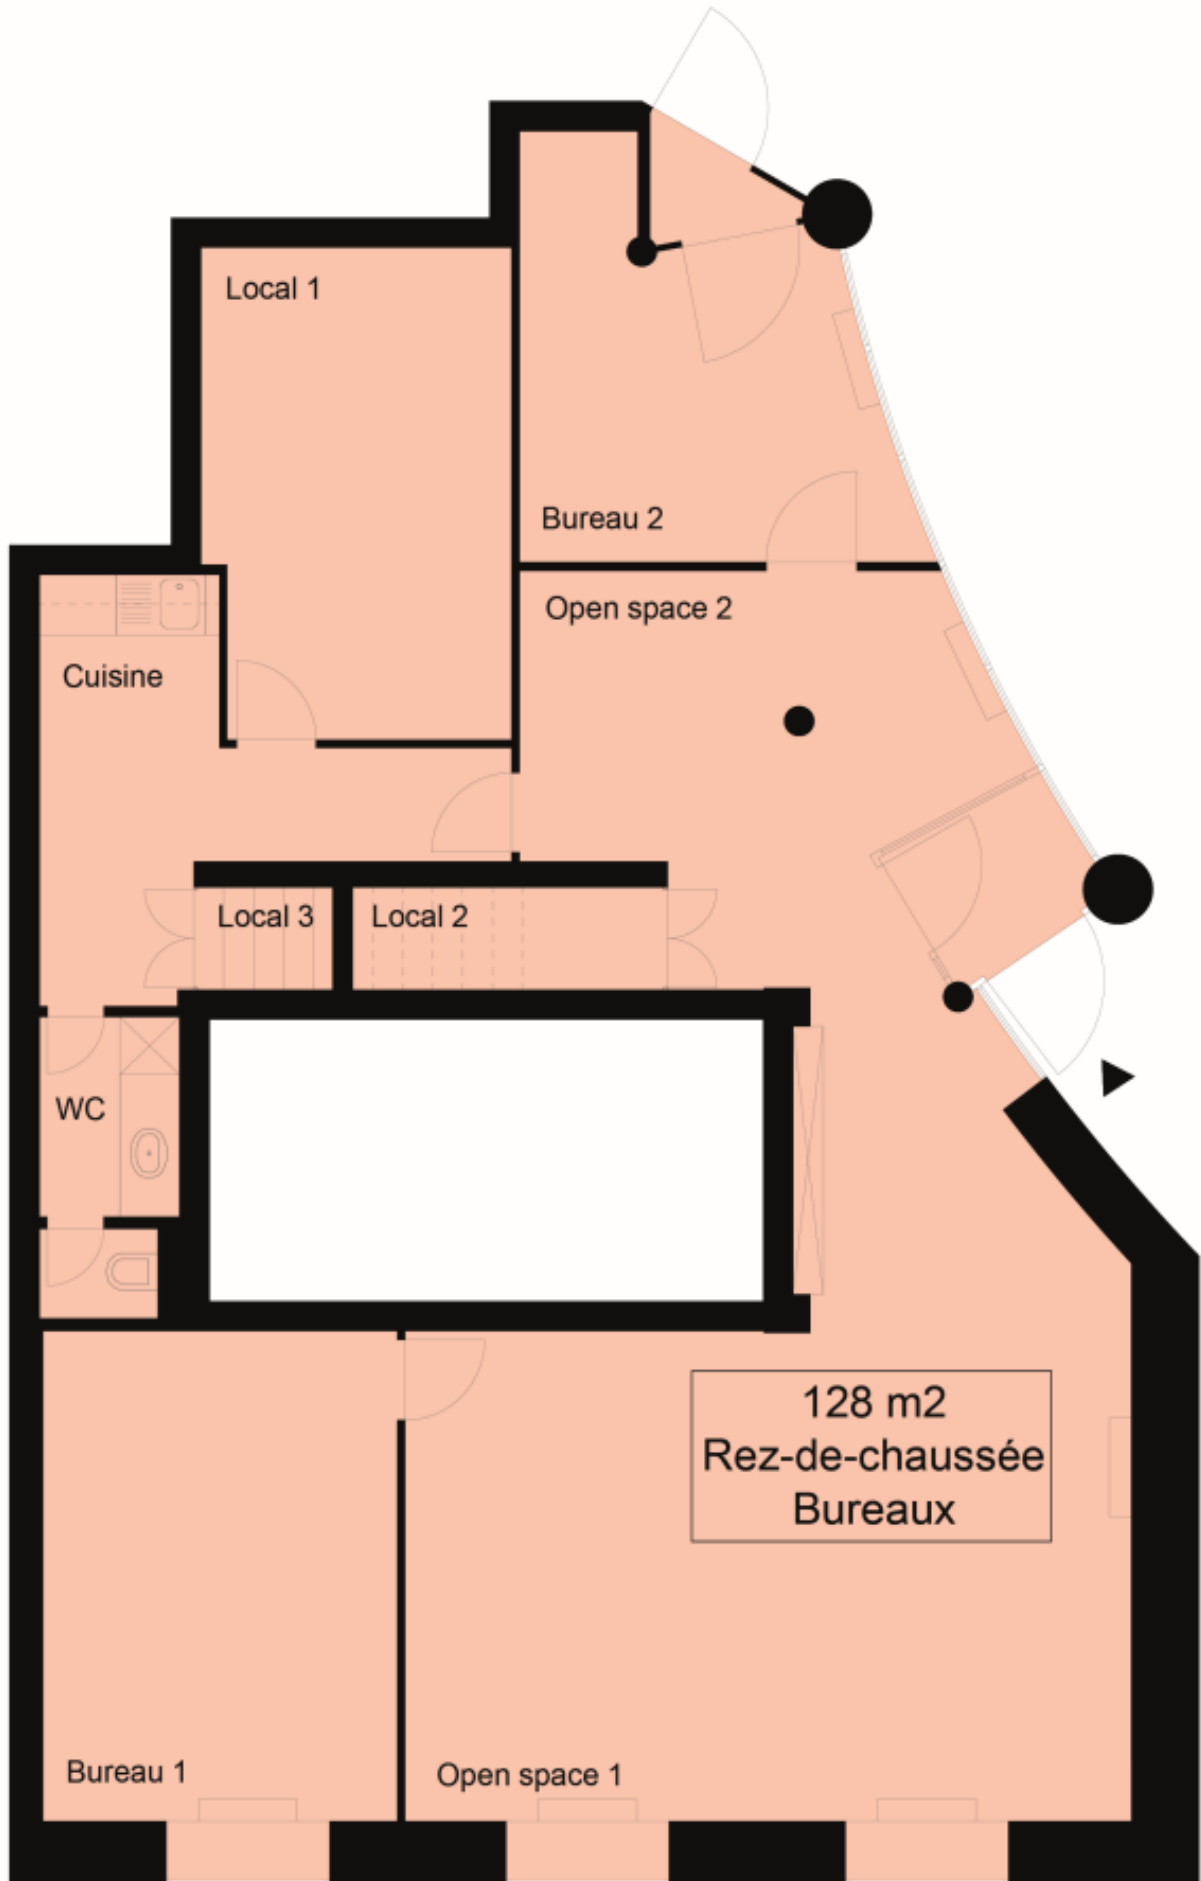 Local 1
Bureau 2
Open space 2
Cuisine
Local 3
Local 2
WC
128 m2
Rez-de-chaussée
Bureaux
Bureau 1
Open space 1